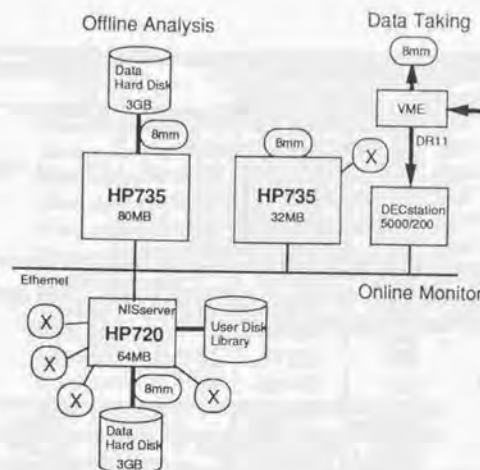 Offline Analysis
Data Taking
Data
Hard Disk
3GB
8mm
8mm
VME
DR11
8mm
X
HP735
80MB
HP735
32MB
DECstation
5000/200
Ethernet
Online Monitor
NISserver
HP720
64MB
User Disk
Library
X
X
X
X
8mm
Data
Hard Disk
3GB